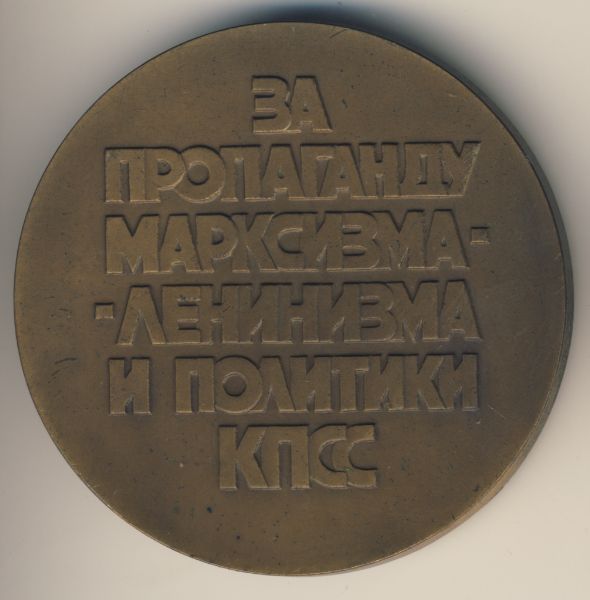 ЗА
ПРОПАГАНДУ
МАРКСИЗМА-
-ЛЕНИНИЗМА
И ПОЛИТИКИ
КПСС